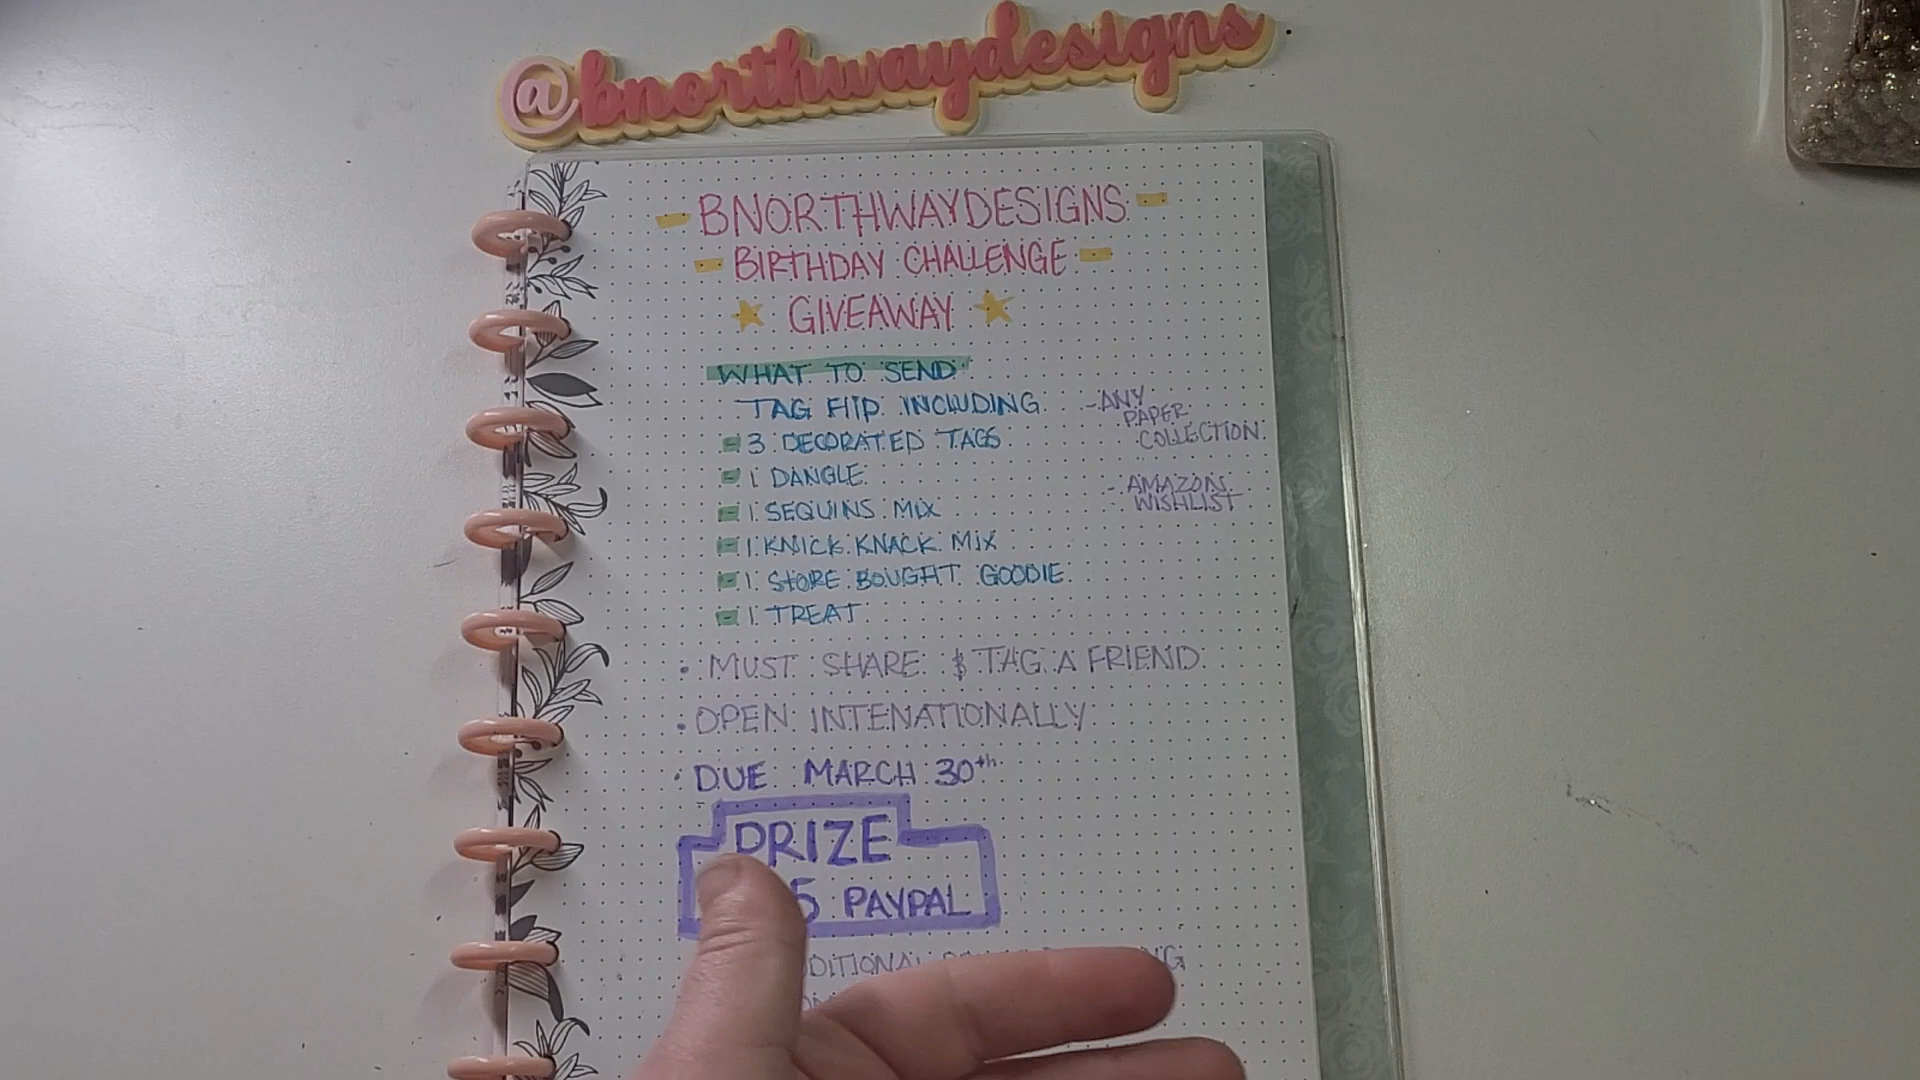 @bnorthwaydesigns
BNORTHWAYDESIGNS
BIRTHDAY CHALLENGE
GIVEAWAY
WHAT TO SEND
TAG FLIP INCLUDING
- 3 DECORATED TAGS
- 1 DANGLE
- 1 SEQUINS MIX
- 1 KNICK KNACK MIX
- 1 STORE BOUGHT GOODIE
- 1 TREAT
- ANY
PAPER
COLLECTION
- AMAZON
WISHLIST
• MUST SHARE & TAG A FRIEND
• OPEN INTENATIONALLY
• DUE MARCH 30th
PRIZE
5 PAYPAL